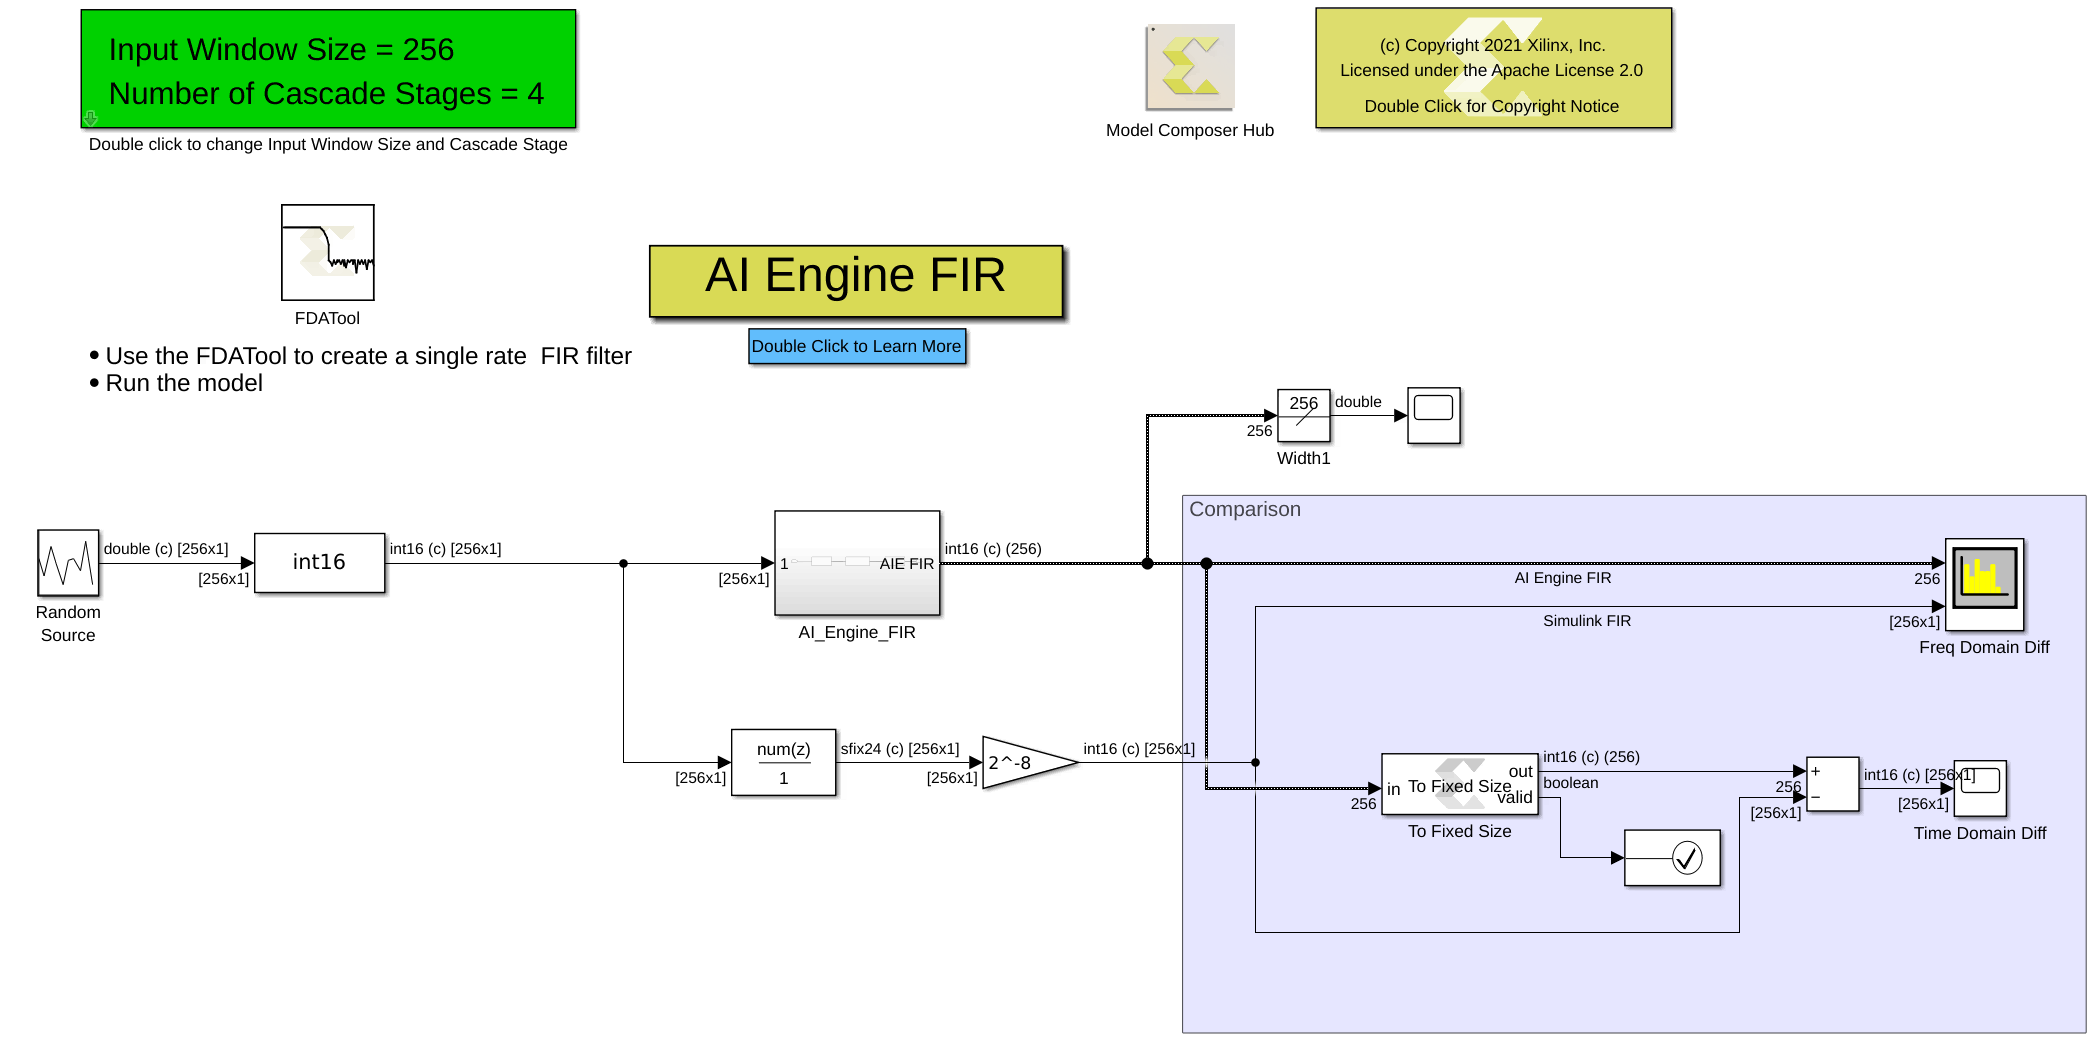 Input Window Size = 256
Number of Cascade Stages = 4
Double click to change Input Window Size and Cascade Stage
Model Composer Hub
(c) Copyright 2021 Xilinx, Inc.
Licensed under the Apache License 2.0
Double Click for Copyright Notice
FDATool
• Use the FDATool to create a single rate  FIR filter
• Run the model
AI Engine FIR
Double Click to Learn More
256
256
double
Width1
Comparison
Random
Source
double (c) [256x1]
[256x1]
int16
int16 (c) [256x1]
[256x1]
1
AIE FIR
AI_Engine_FIR
int16 (c) (256)
AI Engine FIR
256
Simulink FIR
[256x1]
Freq Domain Diff
[256x1]
num(z)
1
sfix24 (c) [256x1]
[256x1]
2^-8
int16 (c) [256x1]
256
in
To Fixed Size
out
valid
To Fixed Size
int16 (c) (256)
boolean
256
[256x1]
+
−
int16 (c) [256x1]
[256x1]
Time Domain Diff